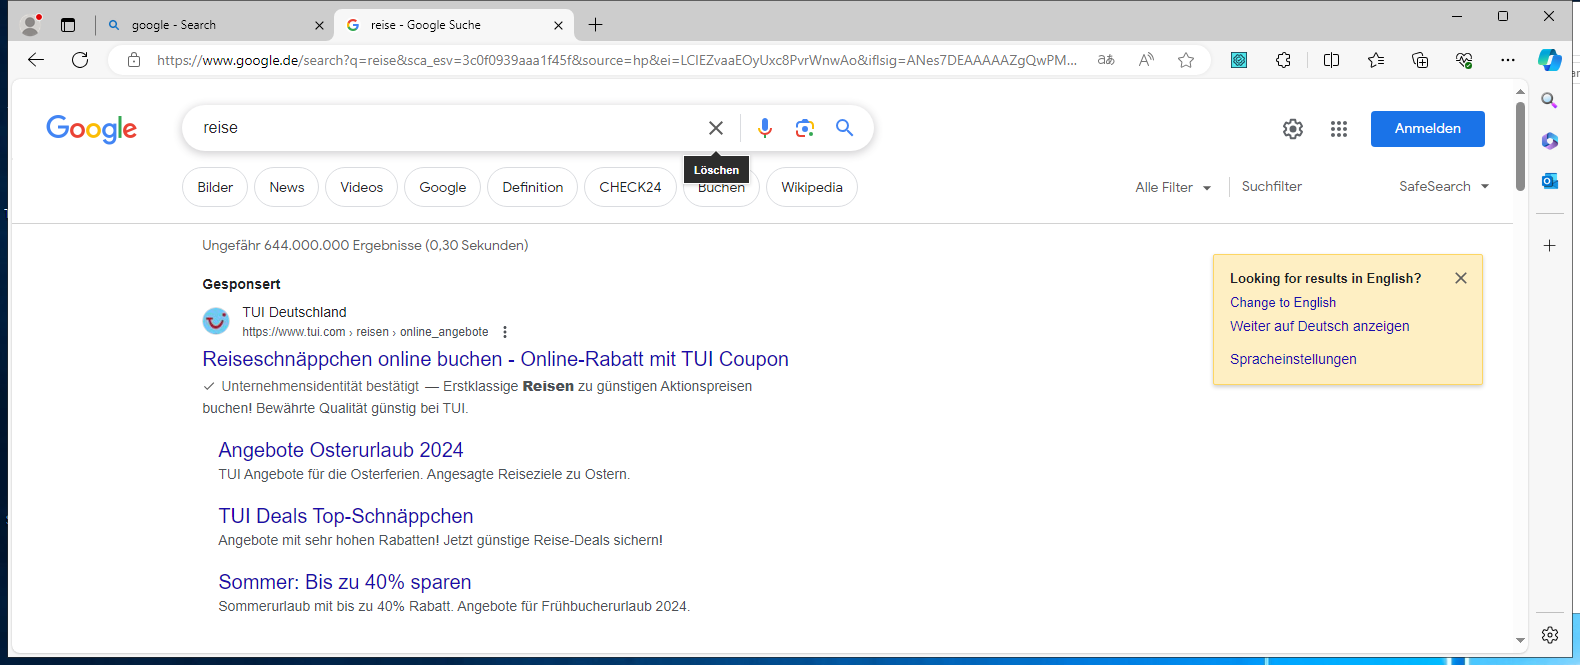 google - Search
reise - Google Suche
https://www.google.de/search?q=reise&sca_esv=3c0f0939aaa1f45f&source=hp&ei=LCIEZvaaEOyUxc8PvrWnwAo&iflsig=ANes7DEAAAAAZgQwPM...
Google
reise
Anmelden
Löschen
Bilder
News
Videos
Google
Definition
CHECK24
Buchen
Wikipedia
Alle Filter
Suchfilter
SafeSearch
Ungefähr 644.000.000 Ergebnisse (0,30 Sekunden)
Gesponsert
TUI Deutschland
https://www.tui.com › reisen › online_angebote
Reiseschnäppchen online buchen - Online-Rabatt mit TUI Coupon
Unternehmensidentität bestätigt — Erstklassige Reisen zu günstigen Aktionspreisen
buchen! Bewährte Qualität günstig bei TUI.
Angebote Osterurlaub 2024
TUI Angebote für die Osterferien. Angesagte Reiseziele zu Ostern.
TUI Deals Top-Schnäppchen
Angebote mit sehr hohen Rabatten! Jetzt günstige Reise-Deals sichern!
Sommer: Bis zu 40% sparen
Sommerurlaub mit bis zu 40% Rabatt. Angebote für Frühbucherurlaub 2024.
Looking for results in English?
Change to English
Weiter auf Deutsch anzeigen
Spracheinstellungen